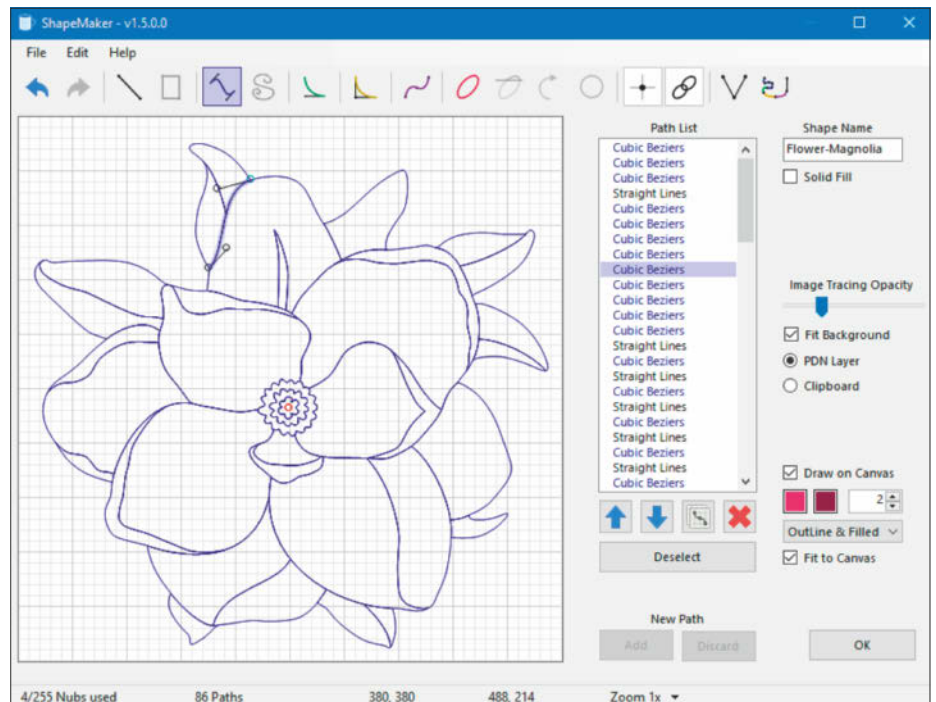 ShapeMaker - v1.5.0.0
File Edit Help
Path List
Cubic Beziers
Cubic Beziers
Cubic Beziers
Straight Lines
Cubic Beziers
Cubic Beziers
Cubic Beziers
Cubic Beziers
Cubic Beziers
Cubic Beziers
Cubic Beziers
Cubic Beziers
Cubic Beziers
Straight Lines
Cubic Beziers
Straight Lines
Cubic Beziers
Straight Lines
Cubic Beziers
Straight Lines
Cubic Beziers
Straight Lines
Cubic Beziers
Deselect
New Path
Add Discard
Shape Name
Flower-Magnolia
Solid Fill
Image Tracing Opacity
Fit Background
PDN Layer
Clipboard
Draw on Canvas
2
OutLine & Filled
Fit to Canvas
OK
4/255 Nubs used 86 Paths 380, 380 488, 214 Zoom 1x